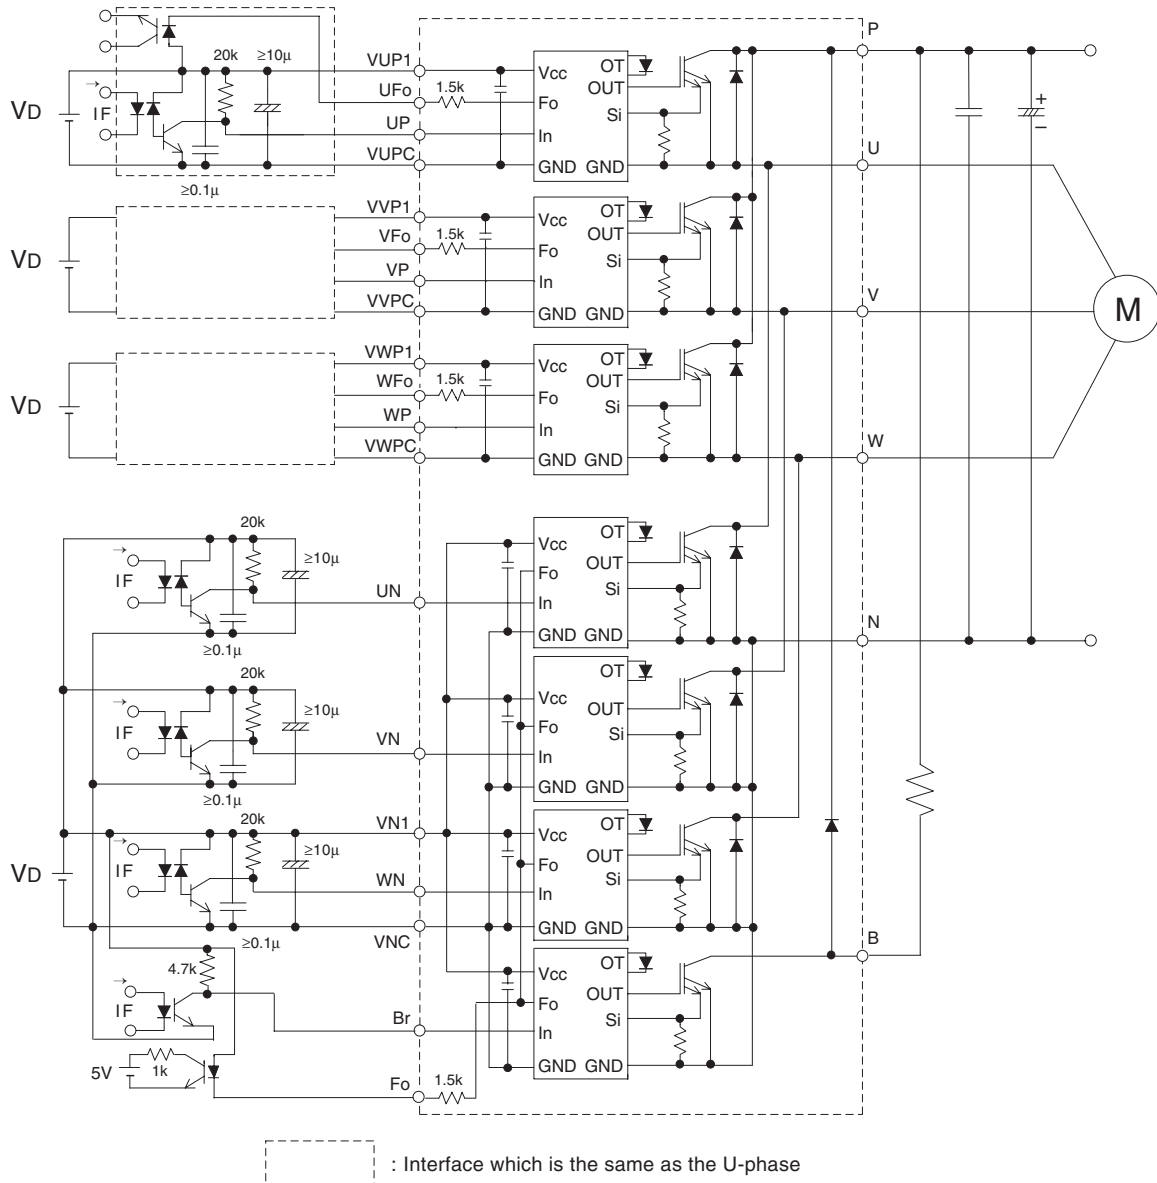 P
20k ≥10µ VUP1 Vcc OT
UFo 1.5k Fo OUT
VD IF UP In Si + −
VUPC GND GND U
≥0.1µ
VVP1 Vcc OT
VFo 1.5k Fo OUT
VD VP In Si
VVPC GND GND V
M
VWP1 Vcc OT
WFo 1.5k Fo OUT
VD WP In Si
VWPC GND GND W
20k ≥10µ Vcc OT
IF Fo OUT
UN In Si
≥0.1µ GND GND N
20k ≥10µ Vcc OT
IF Fo OUT
VN In Si
≥0.1µ GND GND
20k ≥10µ VN1 Vcc OT
VD IF Fo OUT
WN In Si
≥0.1µ VNC GND GND B
4.7k Vcc OT
IF Fo OUT
Br In Si
5V 1k GND GND
Fo 1.5k
: Interface which is the same as the U-phase